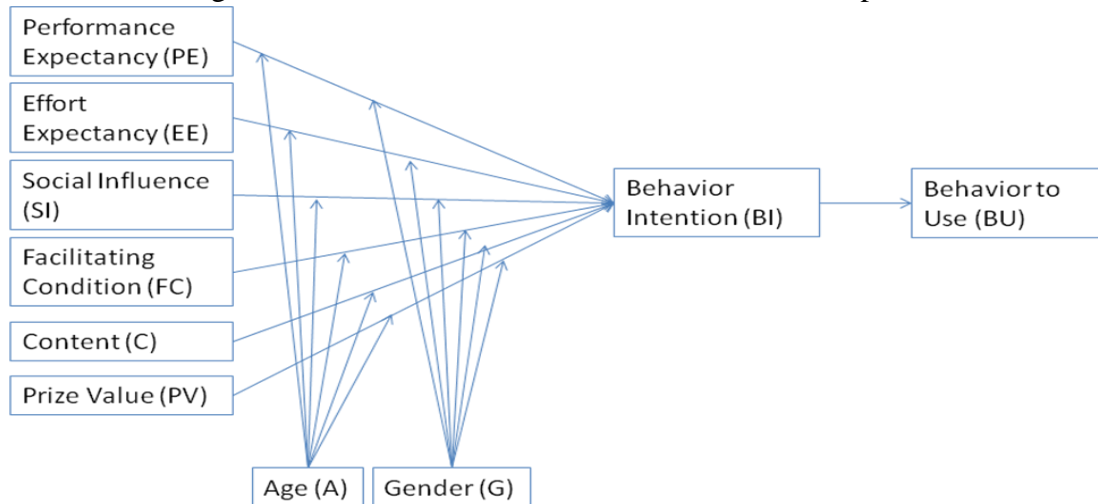 Performance
Expectancy (PE)
Effort
Expectancy (EE)
Social Influence
(SI)
Facilitating
Condition (FC)
Content (C)
Prize Value (PV)
Behavior
Intention (BI)
Behavior to
Use (BU)
Age (A)
Gender (G)